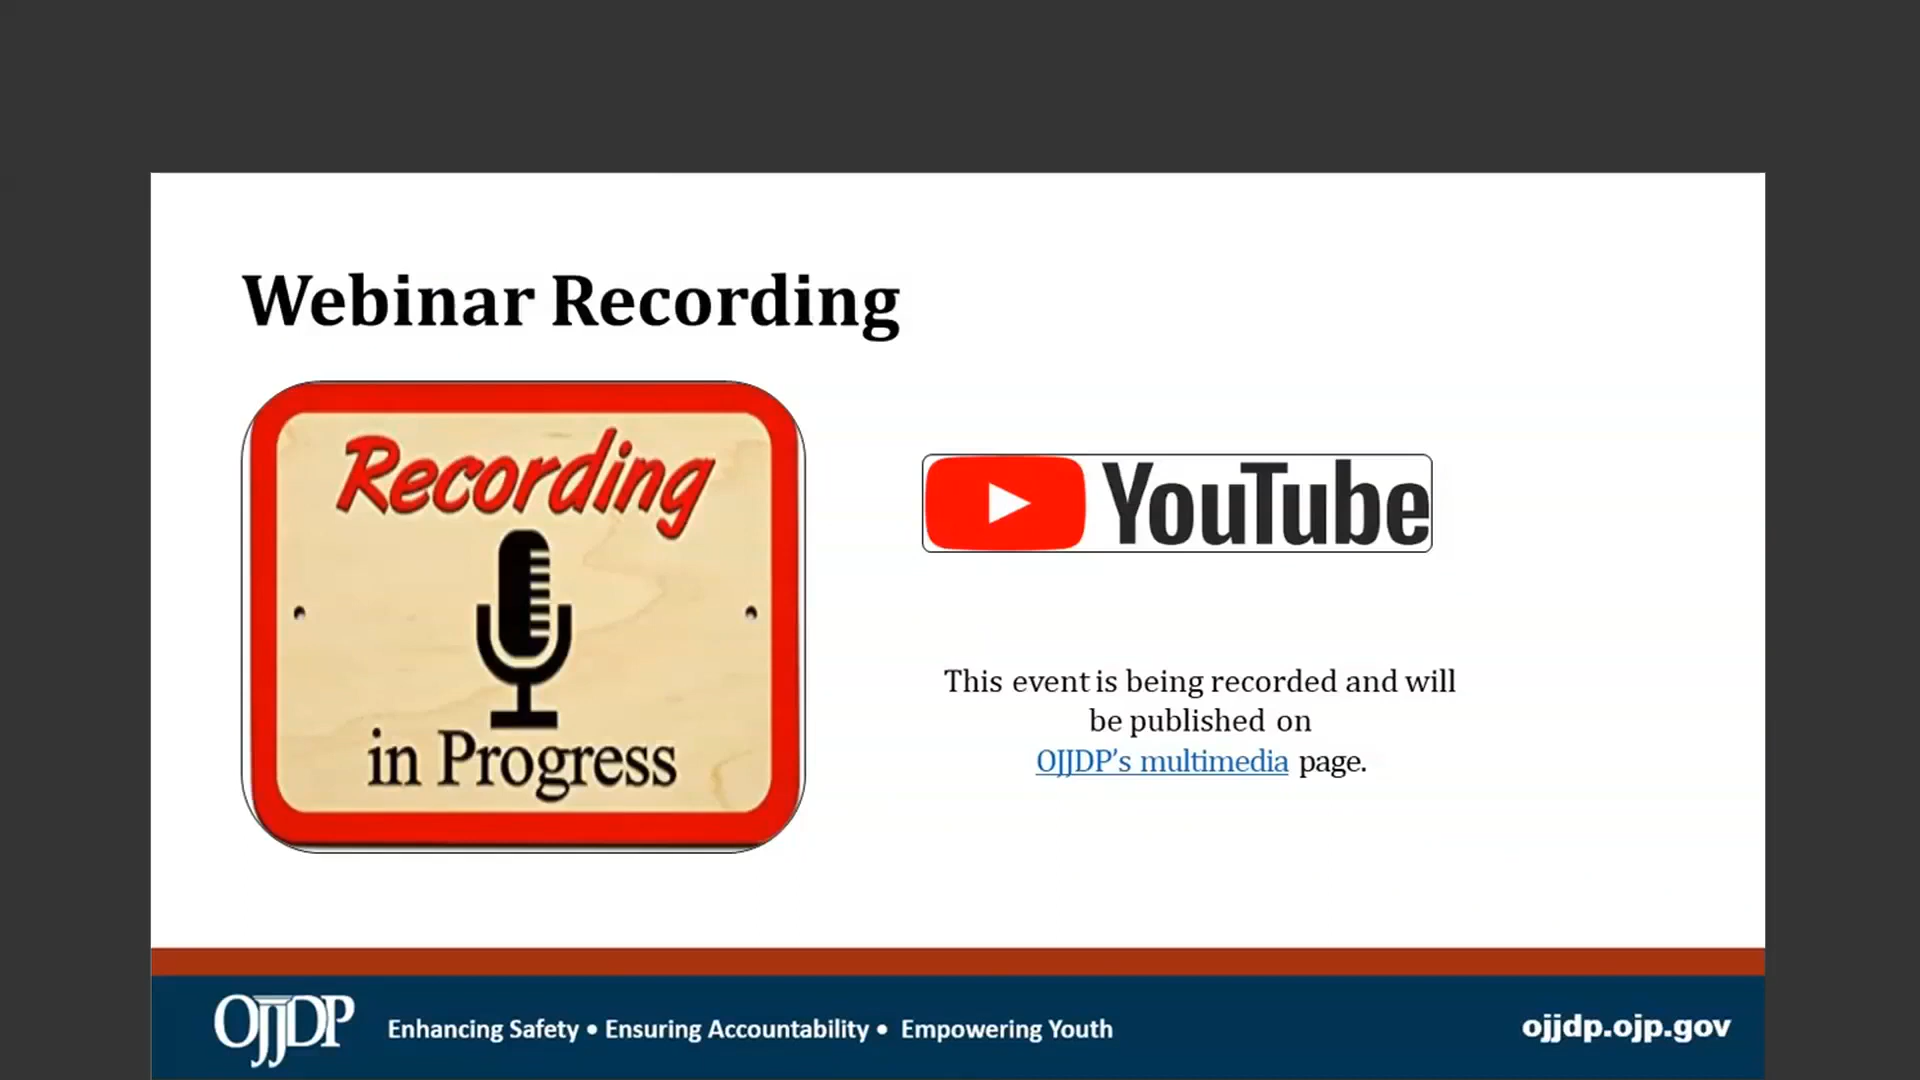 Webinar Recording
Recording
in Progress
YouTube
This event is being recorded and will
be published on
OJJDP's multimedia page.
OJJDP
Enhancing Safety • Ensuring Accountability • Empowering Youth
ojjdp.ojp.gov